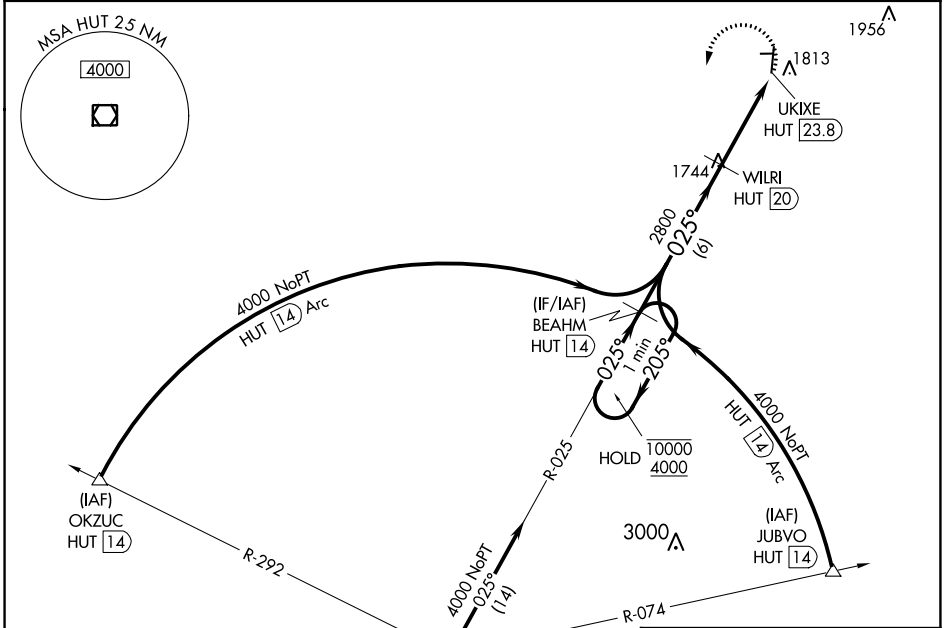 MSA HUT 25 NM
4000
1956
1813
UKIXE
HUT 23.8
1744
WILRI
HUT 20
2800
025°
(6)
4000 NoPT
HUT 14 Arc
(IF/IAF)
BEAHM
HUT 14
025°
1 min
205°
HOLD
10000
4000
4000 NoPT
HUT 14 Arc
(IAF)
OKZUC
HUT 14
R-292
R-025
4000 NoPT
025°
(14)
3000
(IAF)
JUBVO
HUT 14
R-074